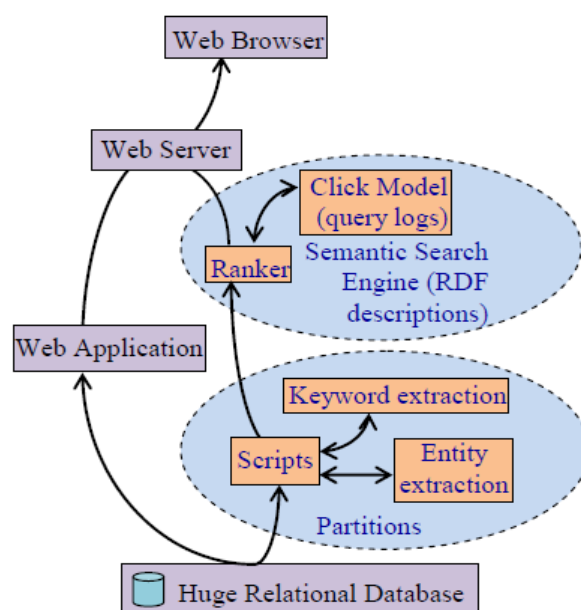 Web Browser
Web Server
Click Model
(query logs)
Semantic Search
Ranker
Engine (RDF
descriptions)
Web Application
Keyword extraction
Scripts
Entity
extraction
Partitions
Huge Relational Database